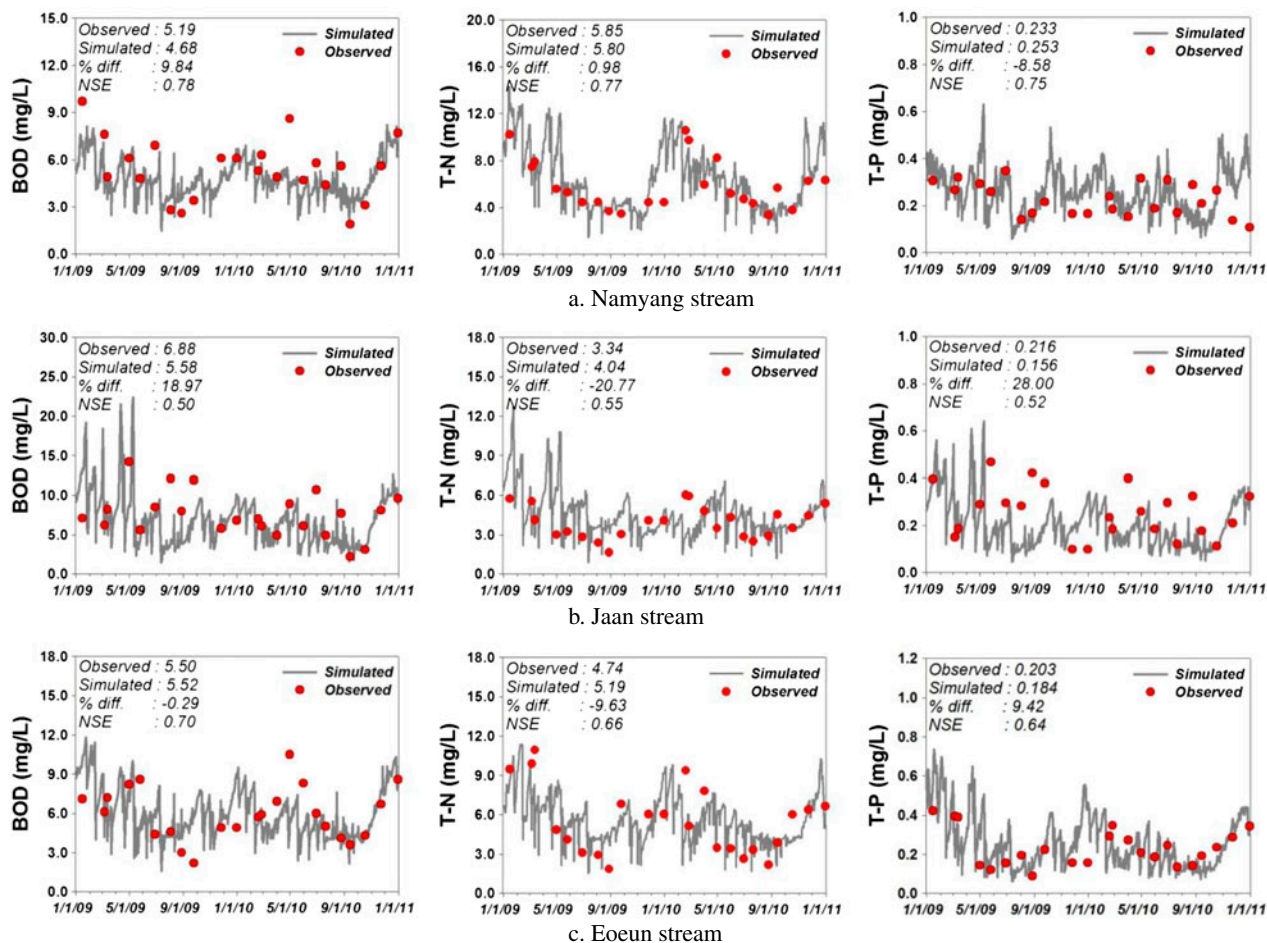 BOD (mg/L)
15.0
12.0
9.0
6.0
3.0
0.0
Observed : 5.19
Simulated : 4.68
% diff. : 9.84
NSE : 0.78
Simulated
Observed
1/1/09 5/1/09 9/1/09 1/1/10 5/1/10 9/1/10 1/1/11
T-N (mg/L)
20.0
16.0
12.0
8.0
4.0
0.0
Observed : 5.85
Simulated : 5.80
% diff. : 0.98
NSE : 0.77
Simulated
Observed
1/1/09 5/1/09 9/1/09 1/1/10 5/1/10 9/1/10 1/1/11
T-P (mg/L)
1.0
0.8
0.6
0.4
0.2
0.0
Observed : 0.233
Simulated : 0.253
% diff. : -8.58
NSE : 0.75
Simulated
Observed
1/1/09 5/1/09 9/1/09 1/1/10 5/1/10 9/1/10 1/1/11
a. Namyang stream
BOD (mg/L)
30.0
25.0
20.0
15.0
10.0
5.0
0.0
Observed : 6.88
Simulated : 5.58
% diff. : 18.97
NSE : 0.50
Simulated
Observed
1/1/09 5/1/09 9/1/09 1/1/10 5/1/10 9/1/10 1/1/11
T-N (mg/L)
18.0
15.0
12.0
9.0
6.0
3.0
0.0
Observed : 3.34
Simulated : 4.04
% diff. : -20.77
NSE : 0.55
Simulated
Observed
1/1/09 5/1/09 9/1/09 1/1/10 5/1/10 9/1/10 1/1/11
T-P (mg/L)
1.0
0.8
0.6
0.4
0.2
0.0
Observed : 0.216
Simulated : 0.156
% diff. : 28.00
NSE : 0.52
Simulated
Observed
1/1/09 5/1/09 9/1/09 1/1/10 5/1/10 9/1/10 1/1/11
b. Jaan stream
BOD (mg/L)
18.0
15.0
12.0
9.0
6.0
3.0
0.0
Observed : 5.50
Simulated : 5.52
% diff. : -0.29
NSE : 0.70
Simulated
Observed
1/1/09 5/1/09 9/1/09 1/1/10 5/1/10 9/1/10 1/1/11
T-N (mg/L)
18.0
15.0
12.0
9.0
6.0
3.0
0.0
Observed : 4.74
Simulated : 5.19
% diff. : -9.63
NSE : 0.66
Simulated
Observed
1/1/09 5/1/09 9/1/09 1/1/10 5/1/10 9/1/10 1/1/11
T-P (mg/L)
1.2
1.0
0.8
0.6
0.4
0.2
0.0
Observed : 0.203
Simulated : 0.184
% diff. : 9.42
NSE : 0.64
Simulated
Observed
1/1/09 5/1/09 9/1/09 1/1/10 5/1/10 9/1/10 1/1/11
c. Eoeun stream